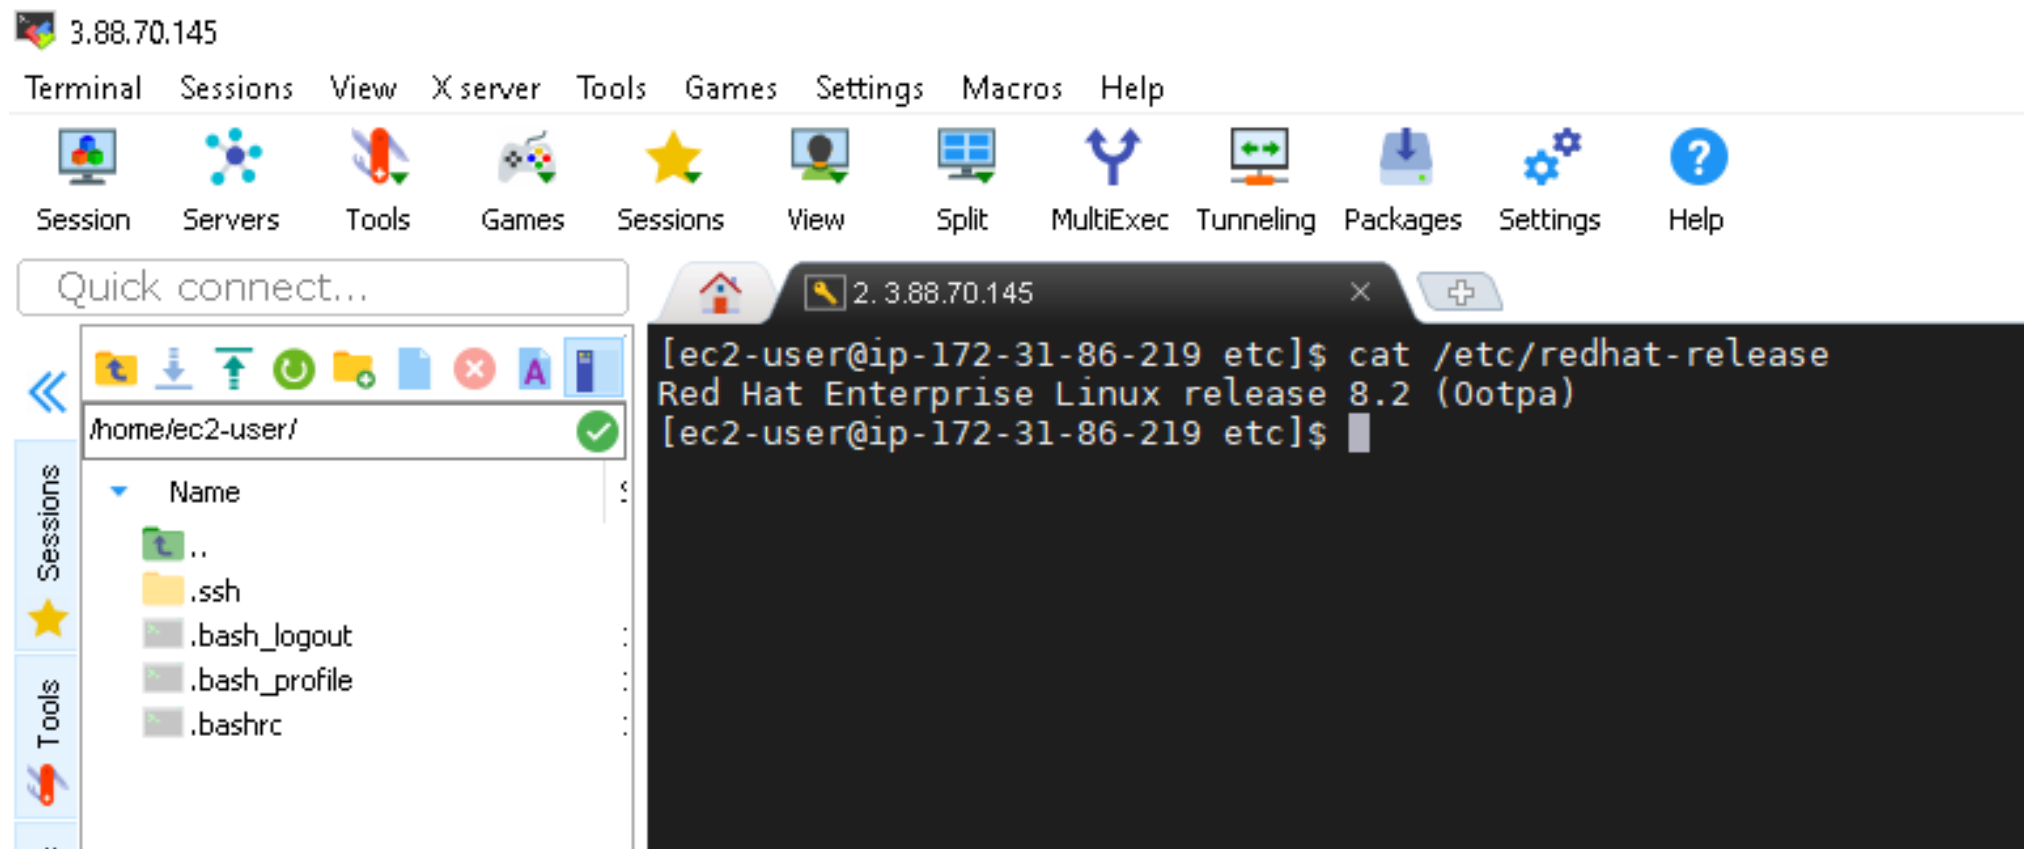 3.88.70.145
Terminal Sessions View X server Tools Games Settings Macros Help
Session Servers Tools Games Sessions View Split MultiExec Tunneling Packages Settings Help
Quick connect...
2. 3.88.70.145
/home/ec2-user/
Name
..
.ssh
.bash_logout
.bash_profile
.bashrc
Sessions
Tools
[ec2-user@ip-172-31-86-219 etc]$ cat /etc/redhat-release
Red Hat Enterprise Linux release 8.2 (Ootpa)
[ec2-user@ip-172-31-86-219 etc]$